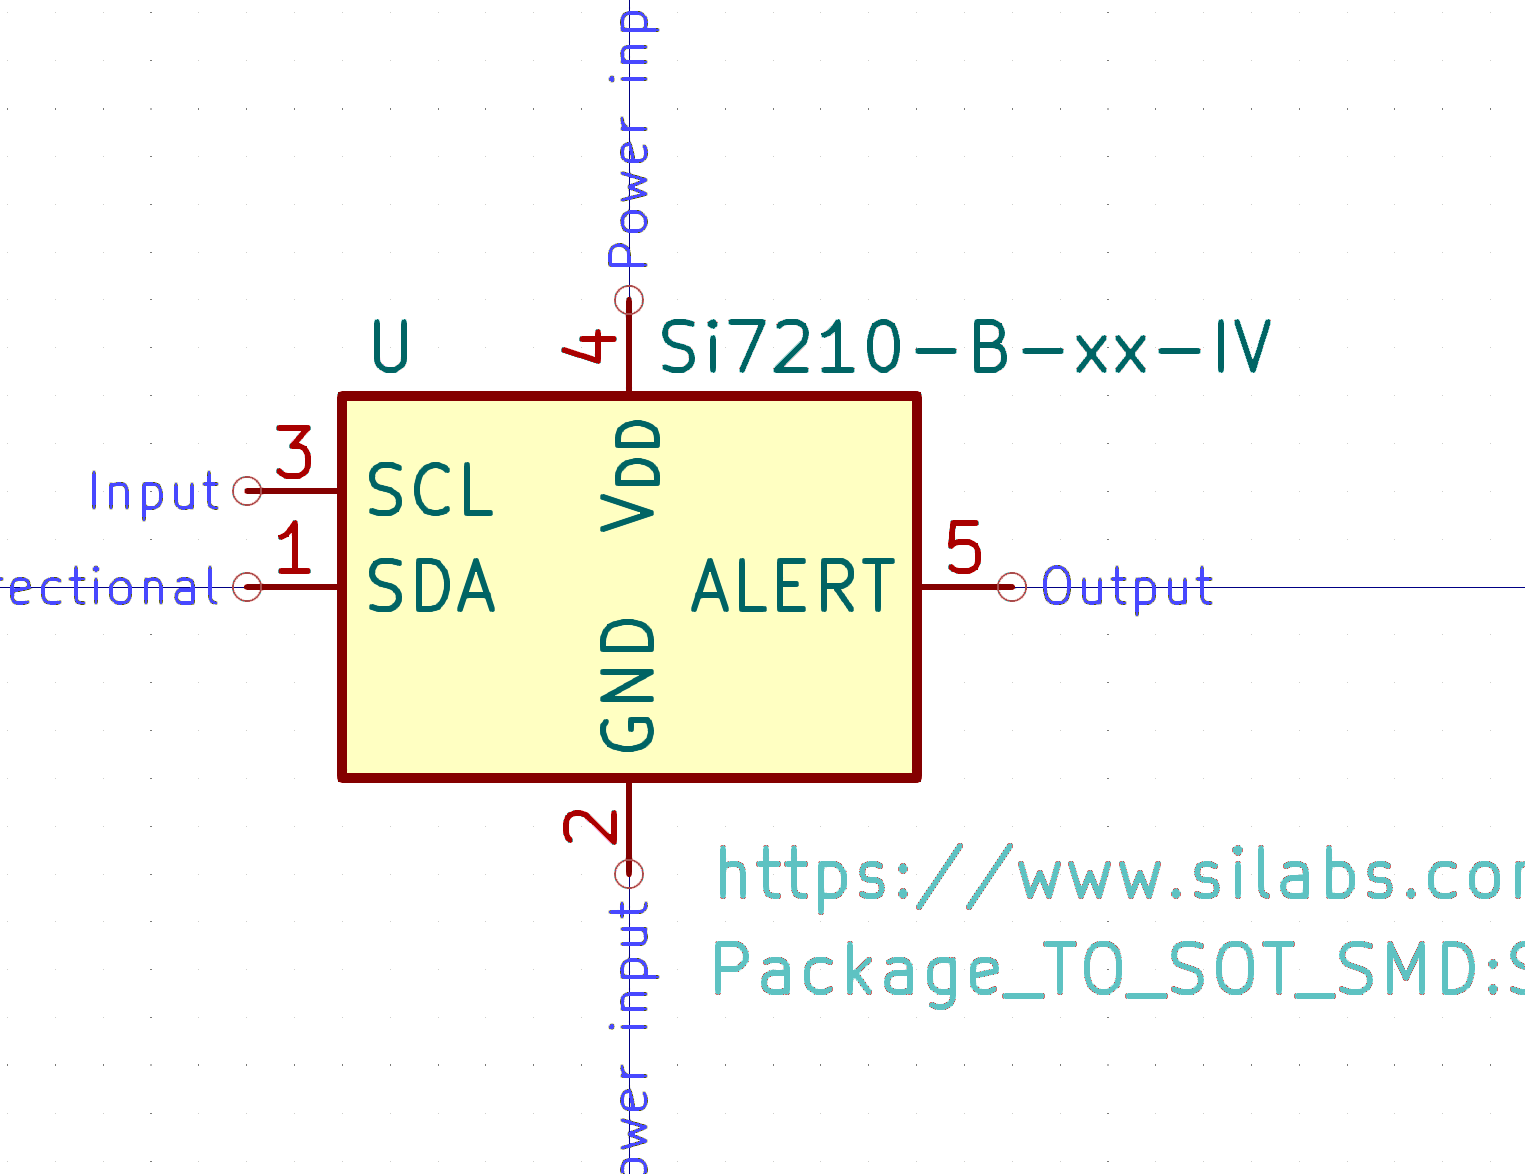 Power inp
U
4
Si7210-B-xx-IV
3
Input
SCL
VDD
1
rectional
SDA
ALERT
5
Output
GND
2
https://www.silabs.com
Package_TO_SOT_SMD:S
ower input